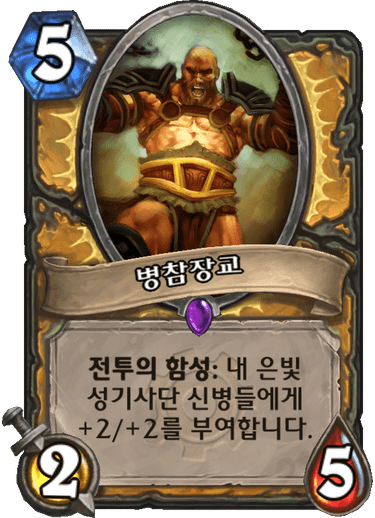 5
병참장교
전투의 함성: 내 은빛
성기사단 신병들에게
+2/+2를 부여합니다.
2
5